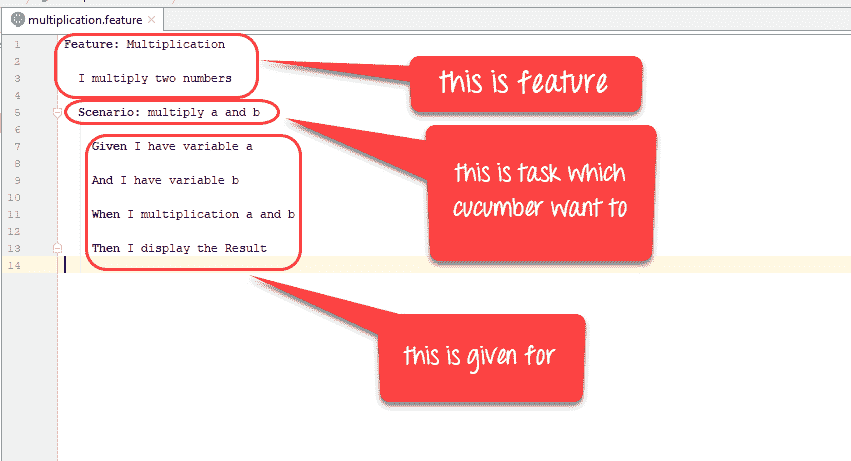 multiplication.feature
1 Feature: Multiplication
2
3 I multiply two numbers
4
5 Scenario: multiply a and b
6
7 Given I have variable a
8
9 And I have variable b
10
11 When I multiplication a and b
12
13 Then I display the Result
14
this is feature
this is task which
cucumber want to
this is given for